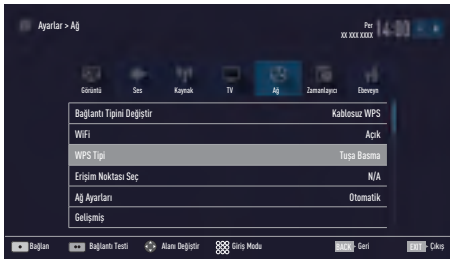 Ayarlar > Ağ
Per
XX XXX XXXX
14:00
Görüntü Ses Kaynak TV Ağ Zamanlayıcı Ebeveyn
Bağlantı Tipini Değiştir Kablosuz WPS
WiFi Açık
WPS Tipi Tuşa Basma
Erişim Noktası Seç N/A
Ağ Ayarları Otomatik
Gelişmiş
Bağlan Bağlantı Testi Alanı Değiştir Giriş Modu BACK - Geri EXIT - Çıkış